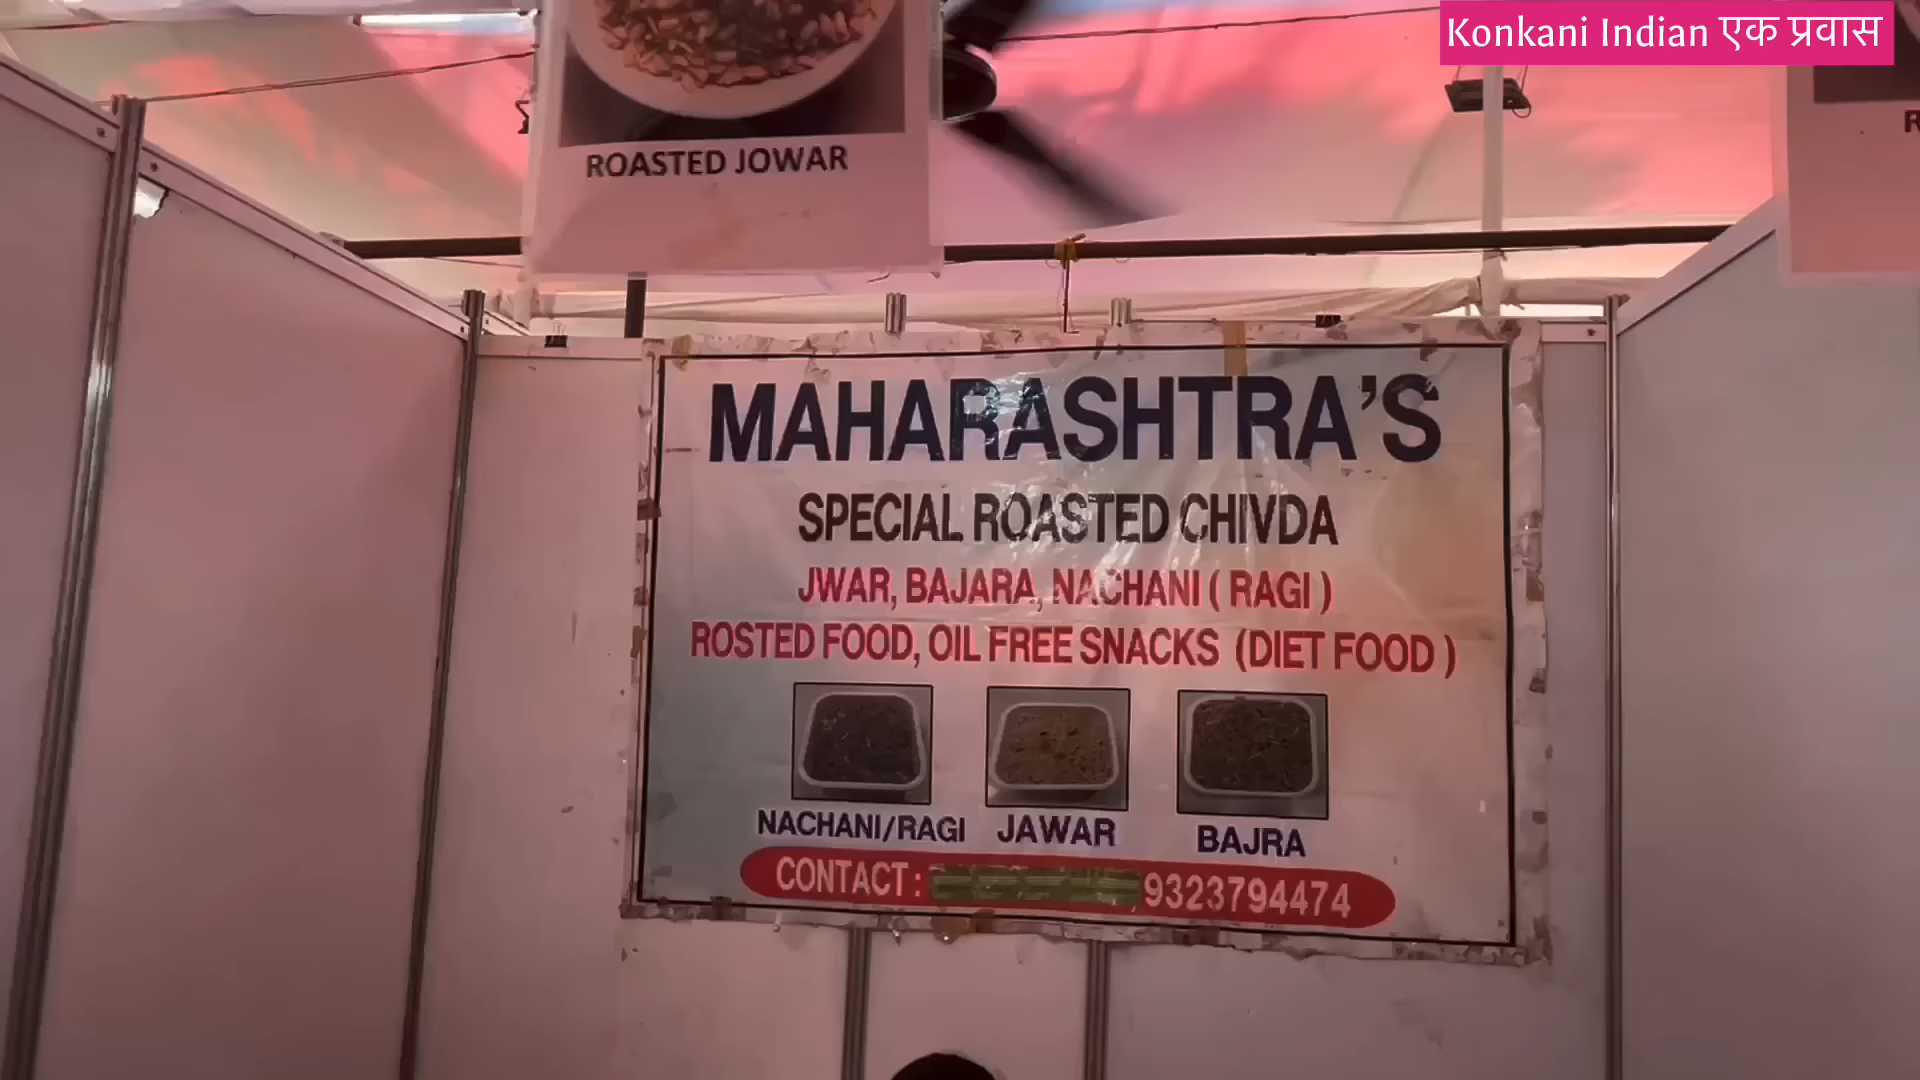 Konkani Indian एक प्रवास
ROASTED JOWAR
MAHARASHTRA'S
SPECIAL ROASTED CHIVDA
JWAR, BAJARA, NACHANI ( RAGI )
ROSTED FOOD, OIL FREE SNACKS (DIET FOOD )
NACHANI/RAGI JAWAR BAJRA
CONTACT : 9323794474